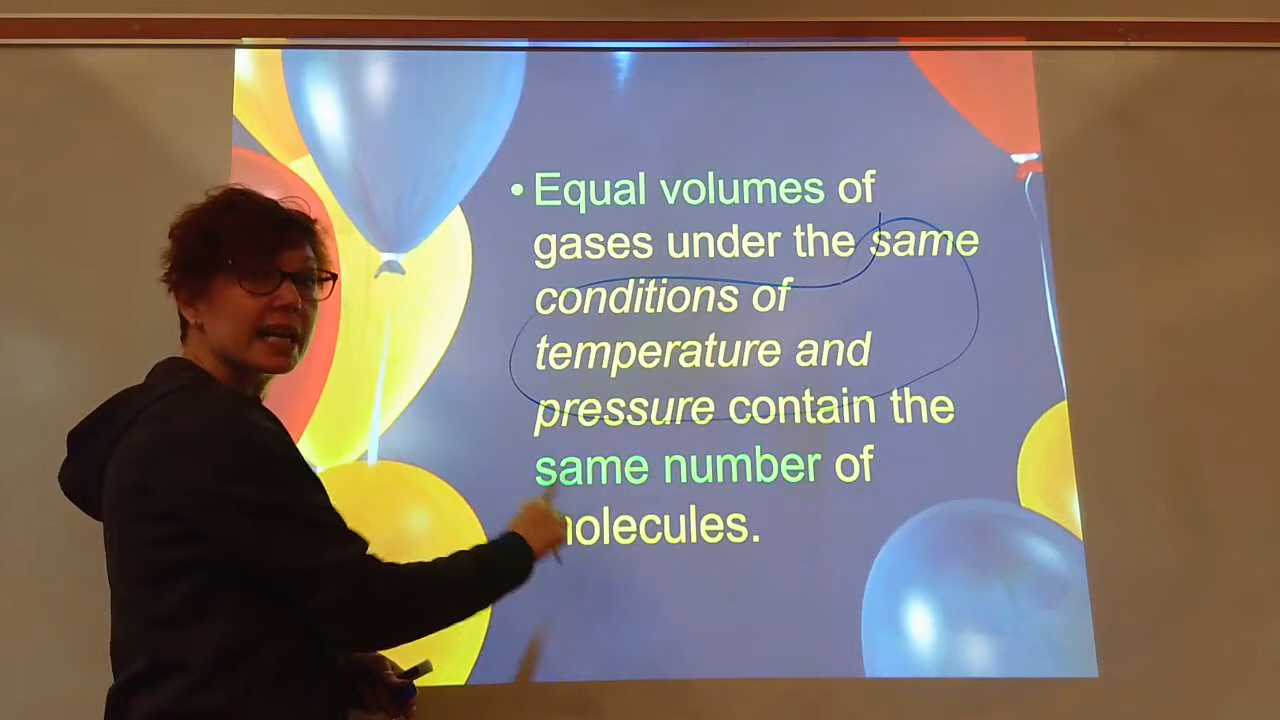 • Equal volumes of
gases under the same
conditions of
temperature and
pressure contain the
same number of
molecules.